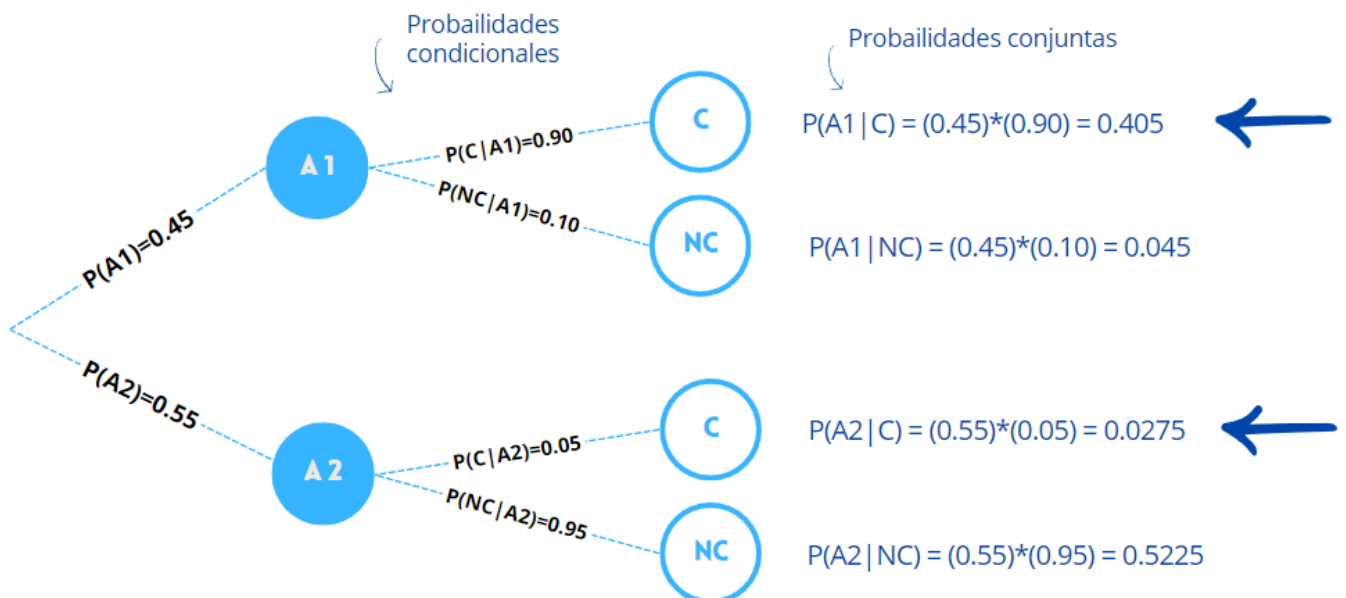 Probailidades
condicionales
Probailidades conjuntas
C
P(A1|C) = (0.45)*(0.90) = 0.405
P(C|A1)=0.90
A1
P(NC|A1)=0.10
NC
P(A1|NC) = (0.45)*(0.10) = 0.045
P(A1)=0.45
P(A2)=0.55
C
P(A2|C) = (0.55)*(0.05) = 0.0275
P(C|A2)=0.05
A2
P(NC|A2)=0.95
NC
P(A2|NC) = (0.55)*(0.95) = 0.5225